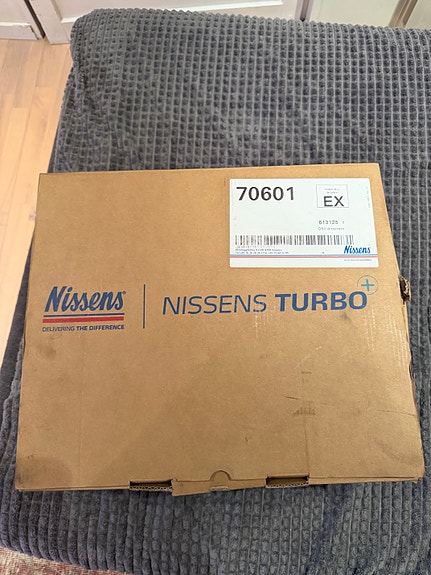 70601
EX
613125
Nissens
Nissens®
DELIVERING THE DIFFERENCE
NISSENS TURBO+